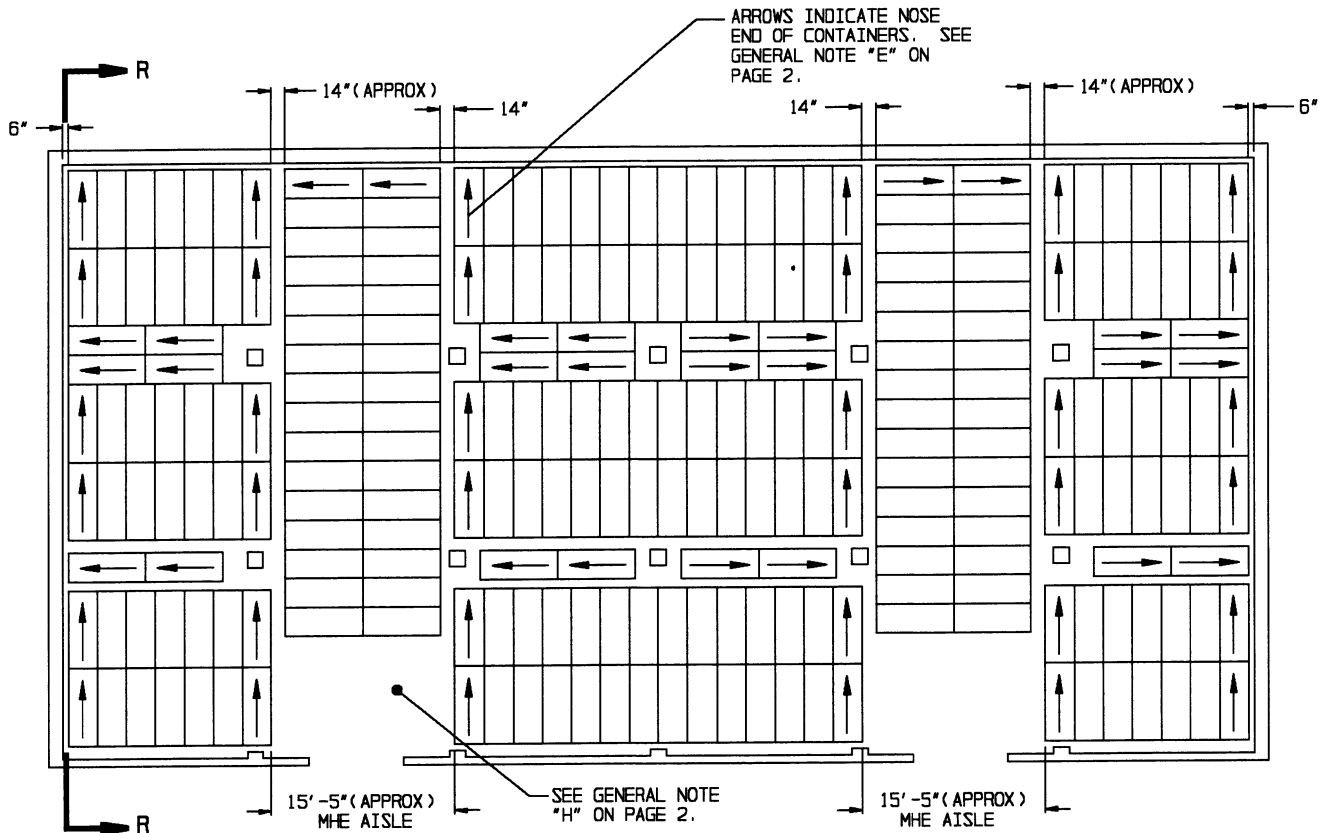 ARROWS INDICATE NOSE
END OF CONTAINERS. SEE
GENERAL NOTE "E" ON
PAGE 2.
R
14"(APPROX)
14"
14"
14"(APPROX)
6"
6"
15'-5"(APPROX)
MHE AISLE
SEE GENERAL NOTE
"H" ON PAGE 2.
15'-5"(APPROX)
MHE AISLE
R